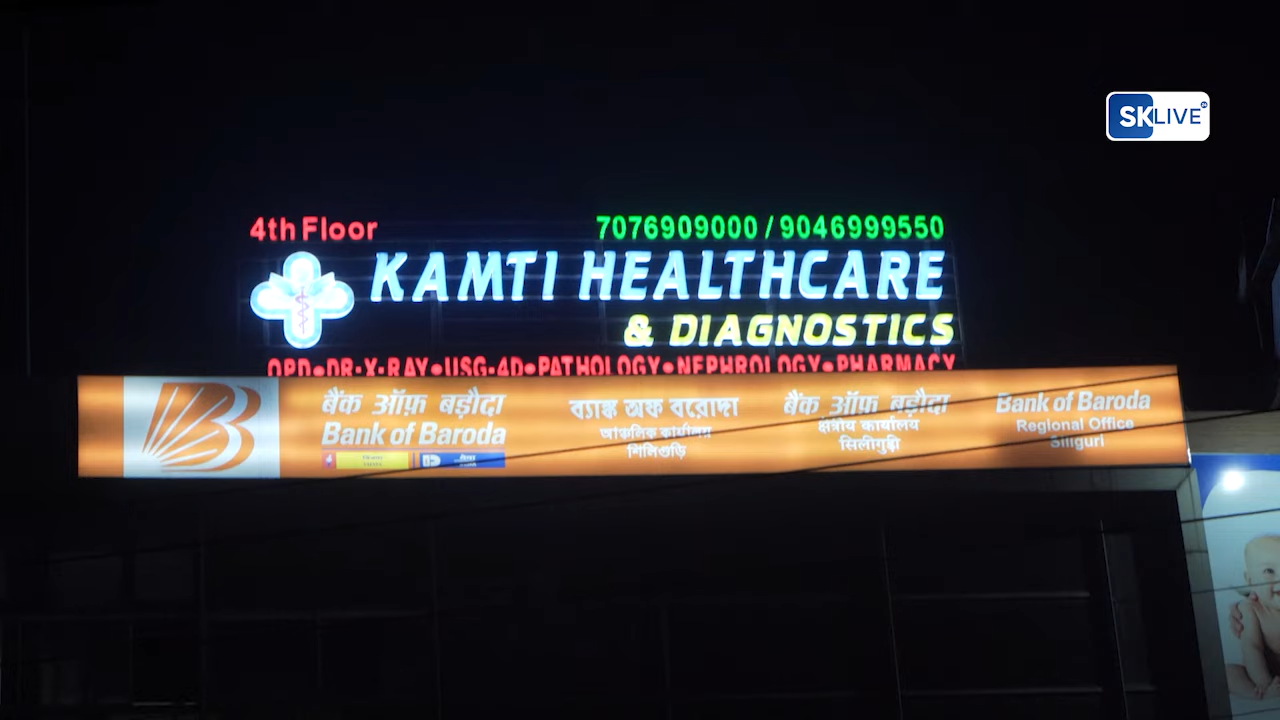 SKLIVE
4th Floor
7076909000 / 9046999550
KAMTI HEALTHCARE
& DIAGNOSTICS
OPD•DR-X-RAY•USG-4D•PATHOLOGY•NEPHROLOGY•PHARMACY
बैंक ऑफ़ बड़ौदा
Bank of Baroda
ব্যাঙ্ক অফ বরোদা
আঞ্চলিক কার্যালয়
শিলিগুড়ি
बैंक ऑफ़ बड़ौदा
क्षेत्रीय कार्यालय
सिलीगुड़ी
Bank of Baroda
Regional Office
Siliguri